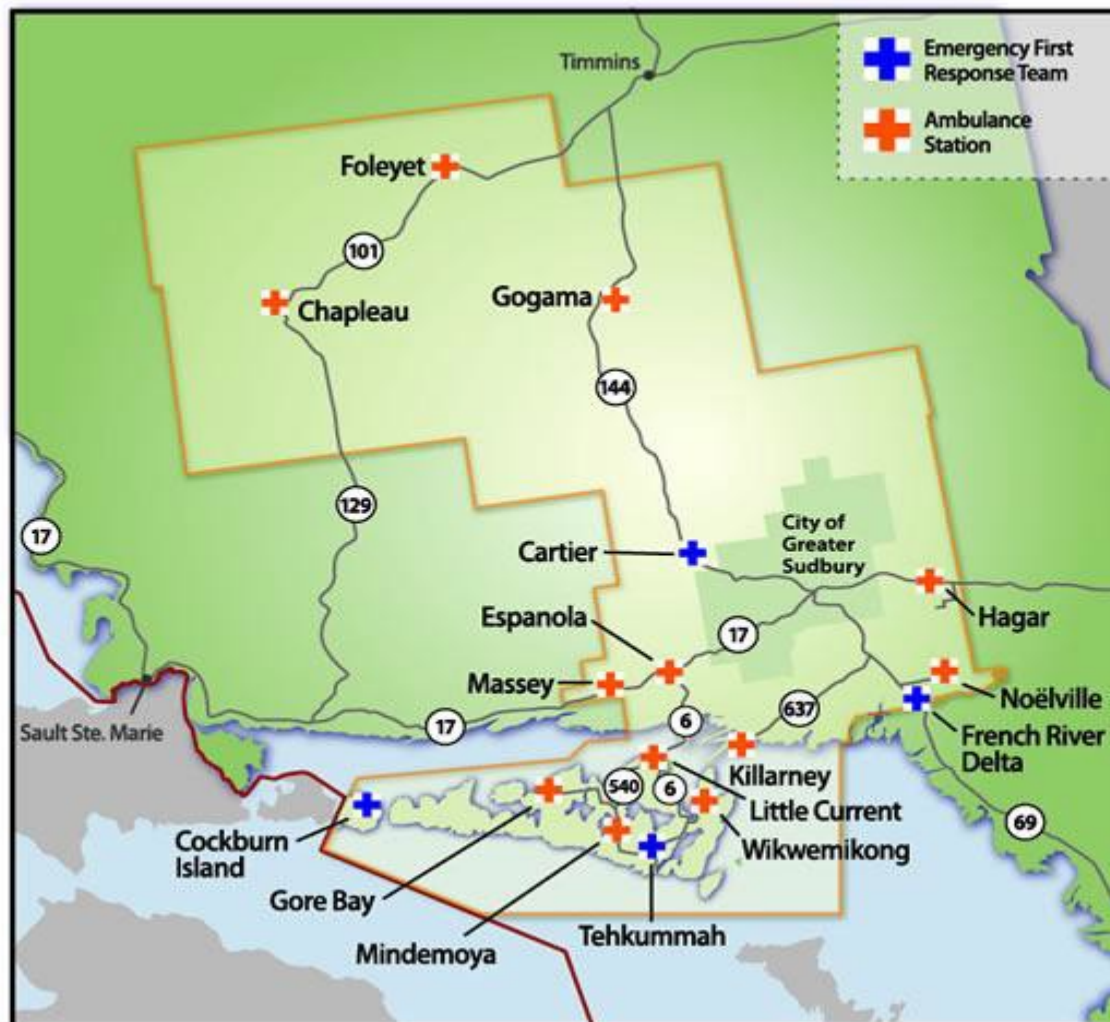 Emergency First
Response Team
Ambulance
Station
Timmins
Foleyet
101
Chapleau
Gogama
144
129
17
City of
Greater
Sudbury
Cartier
Hagar
Espanola
17
Massey
Noëlville
Sault Ste. Marie
17
6
637
French River
Delta
Killarney
540
6
Little Current
69
Cockburn
Island
Wikwemikong
Gore Bay
Tehkummah
Mindemoya